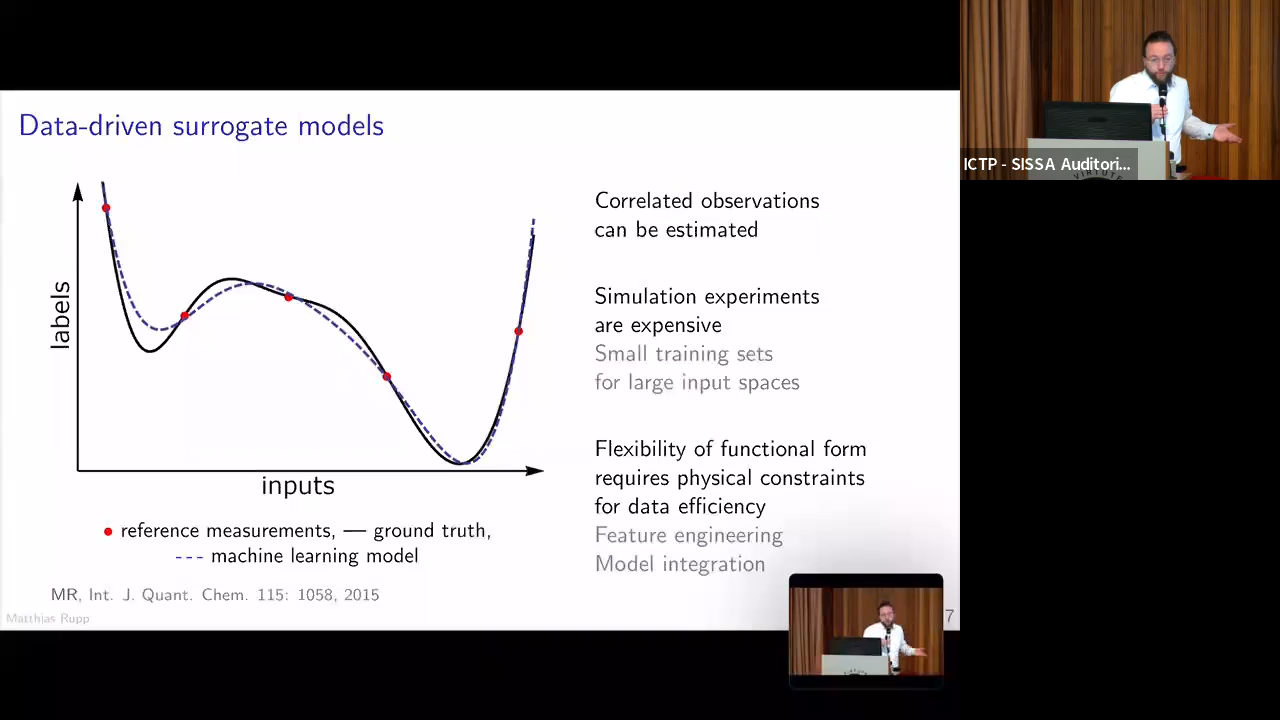 Data-driven surrogate models
labels
inputs
reference measurements, — ground truth,
--- machine learning model
MR, Int. J. Quant. Chem. 115: 1058, 2015
Matthias Rupp
Correlated observations
can be estimated
Simulation experiments
are expensive
Small training sets
for large input spaces
Flexibility of functional form
requires physical constraints
for data efficiency
Feature engineering
Model integration
7
ICTP - SISSA Auditori...
VIRTUTE